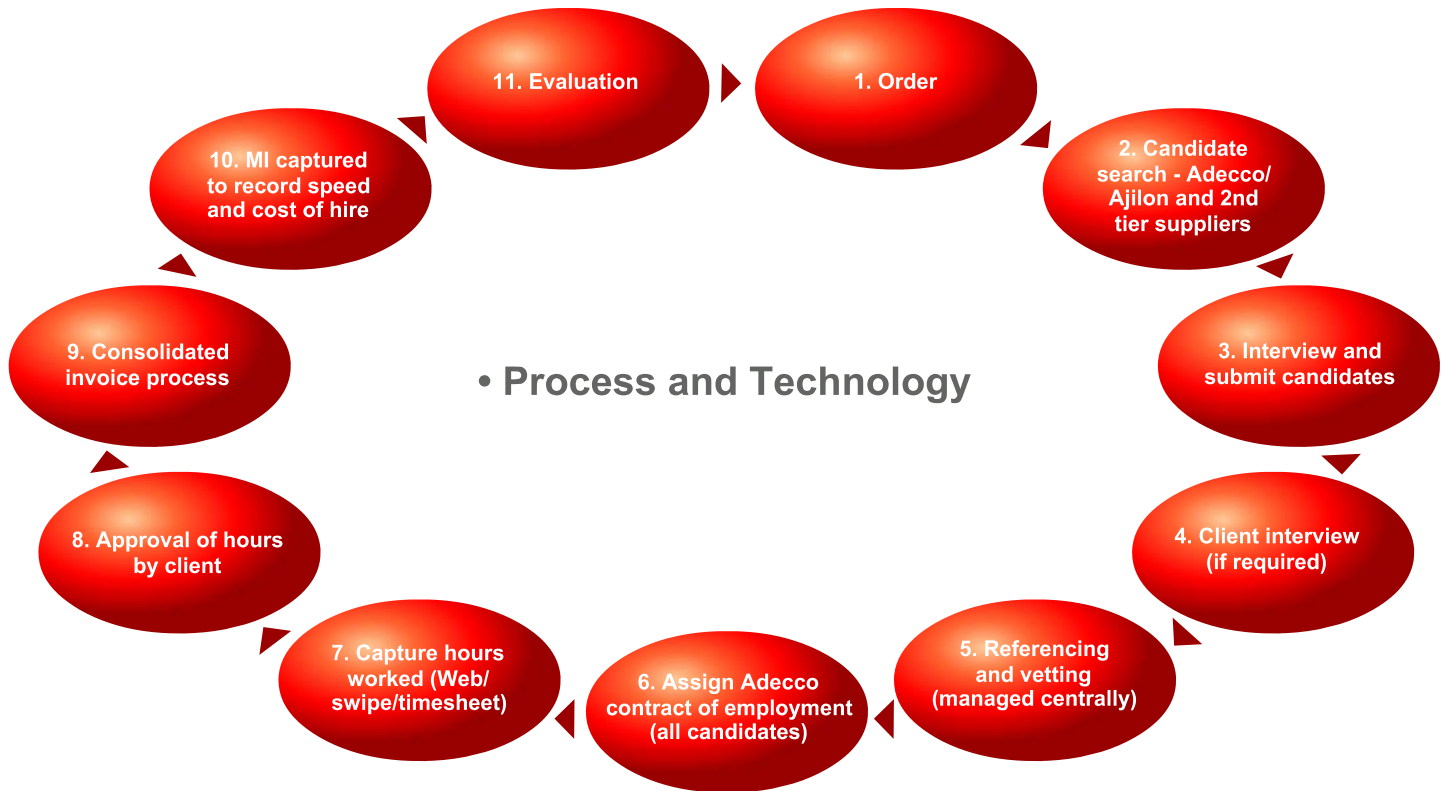 11. Evaluation
1. Order
2. Candidate
search - Adecco/
Ajilon and 2nd
tier suppliers
3. Interview and
submit candidates
4. Client interview
(if required)
5. Referencing
and vetting
(managed centrally)
6. Assign Adecco
contract of employment
(all candidates)
7. Capture hours
worked (Web/
swipe/timesheet)
8. Approval of hours
by client
9. Consolidated
invoice process
10. MI captured
to record speed
and cost of hire
• Process and Technology